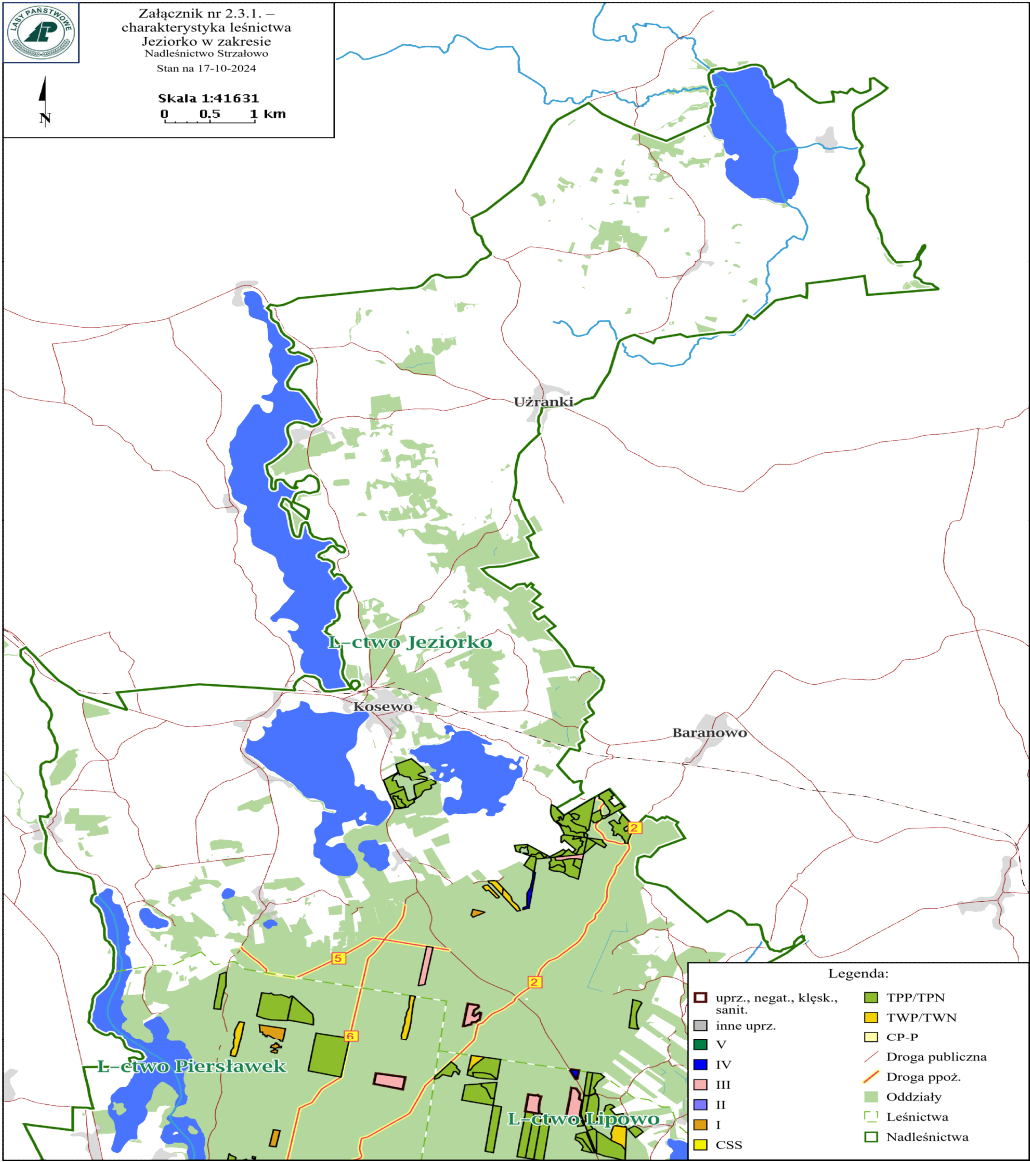 LASY PAŃSTWOWE
Załącznik nr 2.3.1. –
charakterystyka leśnictwa
Jeziorko w zakresie
Nadleśnictwo Strzałowo
Stan na 17-10-2024
Skala 1:41631
0 0.5 1 km
N
Użranki
L-ctwo Jeziorko
Kosewo
Baranowo
2
5
2
6
L-ctwo Piersławek
L-ctwo Lipowo
Legenda:
uprz., negat., klęsk.,
sanit.
inne uprz.
V
IV
III
II
I
CSS
TPP/TPN
TWP/TWN
CP-P
Droga publiczna
Droga ppoż.
Oddziały
Leśnictwa
Nadleśnictwa